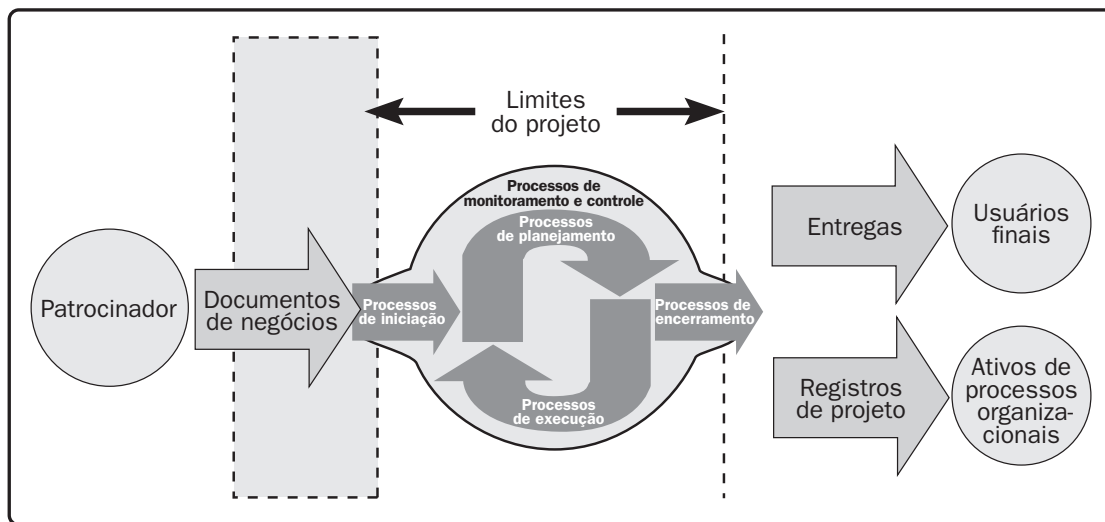 Limites
do projeto
Processos de
monitoramento e controle
Processos
de planejamento
Patrocinador
Documentos
de negócios
Processos
de iniciação
Processos de
encerramento
Processos
de execução
Entregas
Usuários
finais
Registros
de projeto
Ativos de
processos
organiza-
cionais